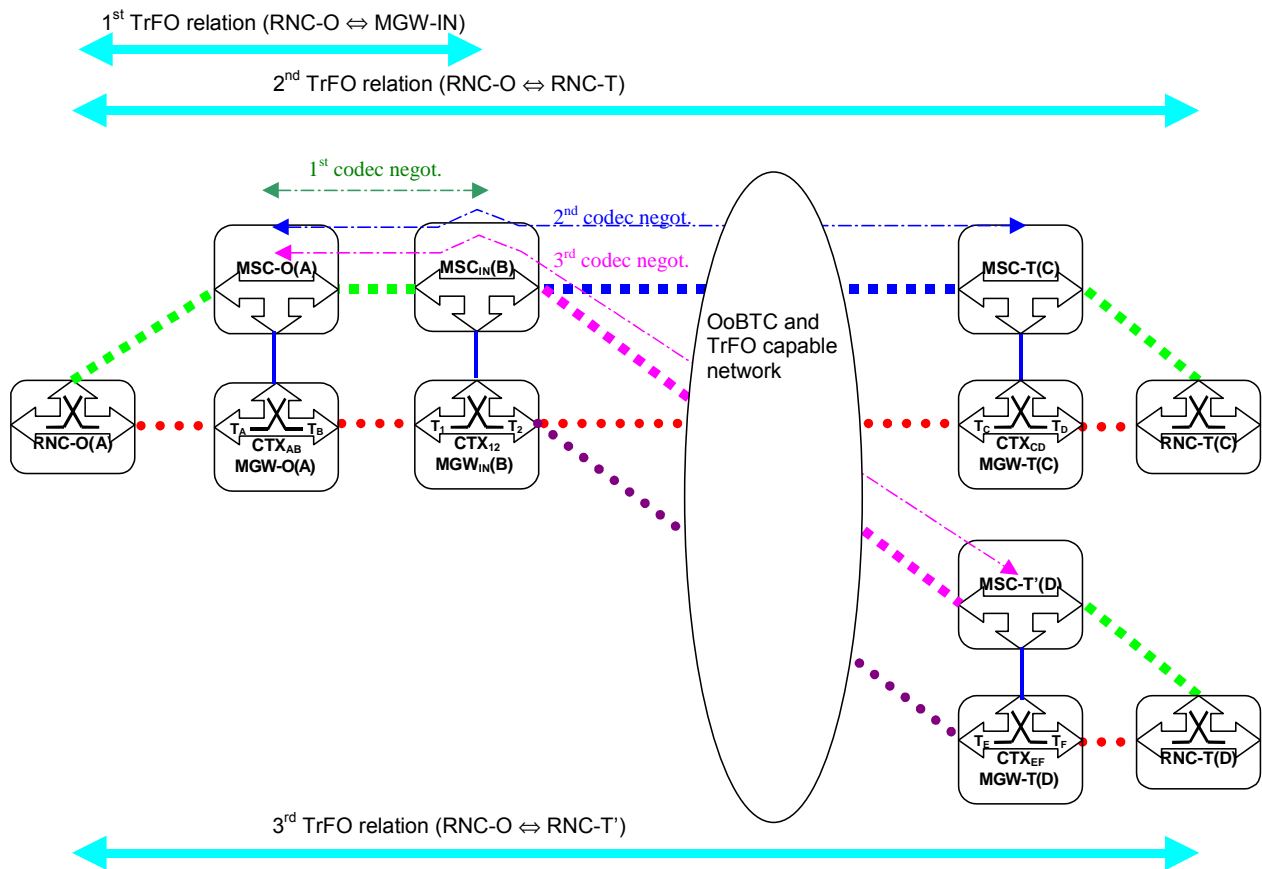 1st TrFO relation (RNC-O ⇔ MGW-IN)
2nd TrFO relation (RNC-O ⇔ RNC-T)
1st codec negot.
2nd codec negot.
3rd codec negot.
MSC-O(A)
MSCIN(B)
MSC-T(C)
OoBTC and
TrFO capable
network
RNC-O(A)
TA TB
CTXAB
MGW-O(A)
T1 T2
CTX12
MGWIN(B)
TC TD
CTXCD
MGW-T(C)
RNC-T(C)
MSC-T’(D)
TE TF
CTXEF
MGW-T(D)
RNC-T(D)
3rd TrFO relation (RNC-O ⇔ RNC-T’)